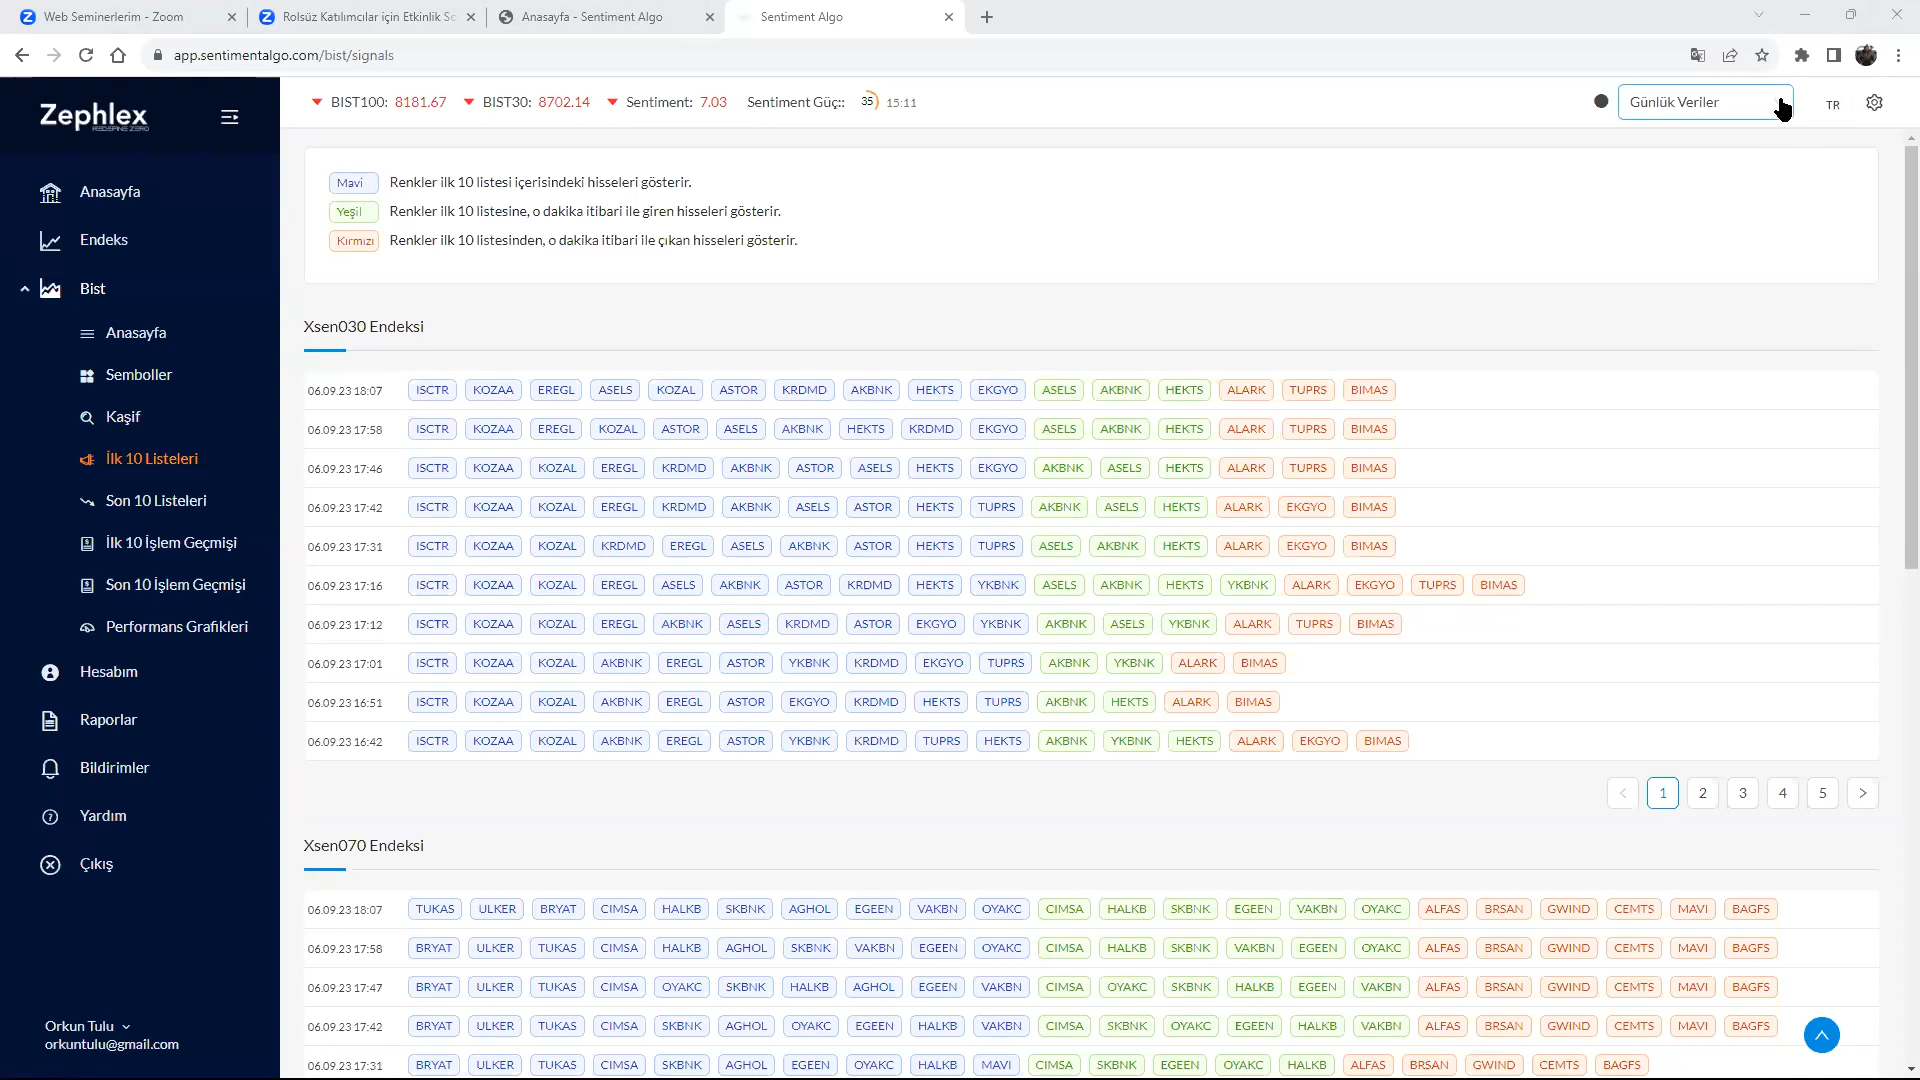 Web Seminerlerim - Zoom
Rolsüz Katılımcılar için Etkinlik Sc
Anasayfa - Sentiment Algo
Sentiment Algo
app.sentimentalgo.com/bist/signals
Zephlex
REDEFINE ZERO
BIST100: 8181.67 BIST30: 8702.14 Sentiment: 7.03 Sentiment Güç:: 35 15:11
Günlük Veriler
TR
Anasayfa
Endeks
Bist
Anasayfa
Semboller
Kaşif
İlk 10 Listeleri
Son 10 Listeleri
İlk 10 İşlem Geçmişi
Son 10 İşlem Geçmişi
Performans Grafikleri
Hesabım
Raporlar
Bildirimler
Yardım
Çıkış
Orkun Tulu
orkuntulu@gmail.com
Mavi Renkler ilk 10 listesi içerisindeki hisseleri gösterir.
Yeşil Renkler ilk 10 listesine, o dakika itibari ile giren hisseleri gösterir.
Kırmızı Renkler ilk 10 listesinden, o dakika itibari ile çıkan hisseleri gösterir.
Xsen030 Endeksi
06.09.23 18:07 ISCTR KOZAA EREGL ASELS KOZAL ASTOR KRDMD AKBNK HEKTS EKGYO ASELS AKBNK HEKTS ALARK TUPRS BIMAS
06.09.23 17:58 ISCTR KOZAA EREGL KOZAL ASTOR ASELS AKBNK HEKTS KRDMD EKGYO ASELS AKBNK HEKTS ALARK TUPRS BIMAS
06.09.23 17:46 ISCTR KOZAA KOZAL EREGL KRDMD AKBNK ASTOR ASELS HEKTS EKGYO AKBNK ASELS HEKTS ALARK TUPRS BIMAS
06.09.23 17:42 ISCTR KOZAA KOZAL EREGL KRDMD AKBNK ASELS ASTOR HEKTS TUPRS AKBNK ASELS HEKTS ALARK EKGYO BIMAS
06.09.23 17:31 ISCTR KOZAA KOZAL KRDMD EREGL ASELS AKBNK ASTOR HEKTS TUPRS ASELS AKBNK HEKTS ALARK EKGYO BIMAS
06.09.23 17:16 ISCTR KOZAA KOZAL EREGL ASELS AKBNK ASTOR KRDMD HEKTS YKBNK ASELS AKBNK HEKTS YKBNK ALARK EKGYO TUPRS BIMAS
06.09.23 17:12 ISCTR KOZAA KOZAL EREGL AKBNK ASELS KRDMD ASTOR EKGYO YKBNK AKBNK ASELS YKBNK ALARK TUPRS BIMAS
06.09.23 17:01 ISCTR KOZAA KOZAL AKBNK EREGL ASTOR YKBNK KRDMD EKGYO TUPRS AKBNK YKBNK ALARK BIMAS
06.09.23 16:51 ISCTR KOZAA KOZAL AKBNK EREGL ASTOR EKGYO KRDMD HEKTS TUPRS AKBNK HEKTS ALARK BIMAS
06.09.23 16:42 ISCTR KOZAA KOZAL AKBNK EREGL ASTOR YKBNK KRDMD TUPRS HEKTS AKBNK YKBNK HEKTS ALARK EKGYO BIMAS
< 1 2 3 4 5 >
Xsen070 Endeksi
06.09.23 18:07 TUKAS ULKER BRYAT CIMSA HALKB SKBNK AGHOL EGEEN VAKBN OYAKC CIMSA HALKB SKBNK EGEEN VAKBN OYAKC ALFAS BRSAN GWIND CEMTS MAVI BAGFS
06.09.23 17:58 BRYAT ULKER TUKAS CIMSA HALKB AGHOL SKBNK VAKBN EGEEN OYAKC CIMSA HALKB SKBNK VAKBN EGEEN OYAKC ALFAS BRSAN GWIND CEMTS MAVI BAGFS
06.09.23 17:47 BRYAT ULKER TUKAS CIMSA OYAKC SKBNK HALKB AGHOL EGEEN VAKBN CIMSA OYAKC SKBNK HALKB EGEEN VAKBN ALFAS BRSAN GWIND CEMTS MAVI BAGFS
06.09.23 17:42 BRYAT ULKER TUKAS CIMSA SKBNK AGHOL OYAKC EGEEN HALKB VAKBN CIMSA SKBNK OYAKC EGEEN HALKB VAKBN ALFAS BRSAN GWIND CEMTS MAVI BAGFS
06.09.23 17:31 BRYAT ULKER TUKAS CIMSA SKBNK AGHOL EGEEN OYAKC HALKB MAVI CIMSA SKBNK EGEEN OYAKC HALKB ALFAS BRSAN GWIND CEMTS BAGFS